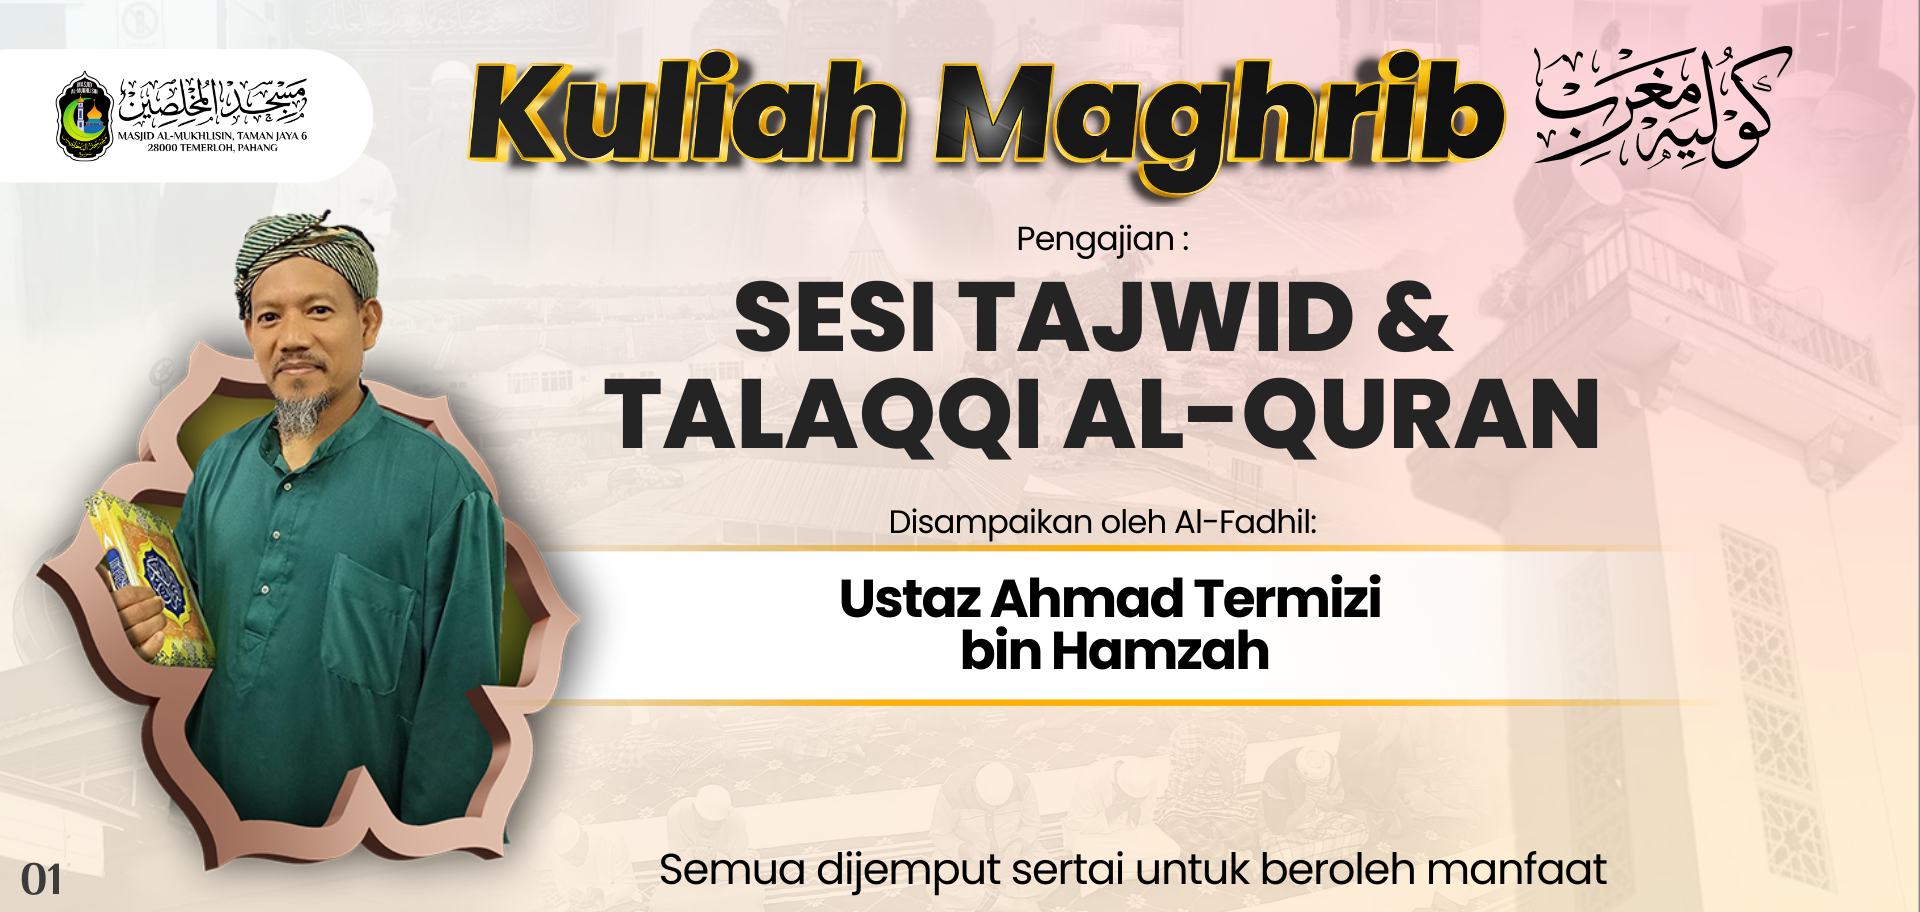 مسجد المخلصين
MASJID AL-MUKHLISIN, TAMAN JAYA 6
28000 TEMERLOH, PAHANG
Kuliah Maghrib
كوليه مغرب
Pengajian :
SESI TAJWID &
TALAQQI AL-QURAN
Disampaikan oleh Al-Fadhil:
Ustaz Ahmad Termizi
bin Hamzah
Semua dijemput sertai untuk beroleh manfaat
01